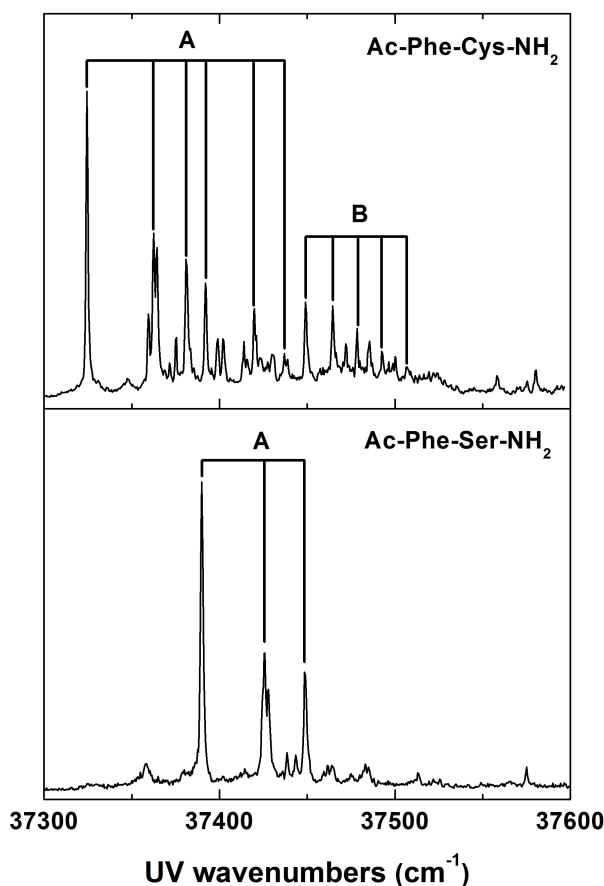 A
Ac-Phe-Cys-NH₂
B
A
Ac-Phe-Ser-NH₂
37300 37400 37500 37600
UV wavenumbers (cm⁻¹)